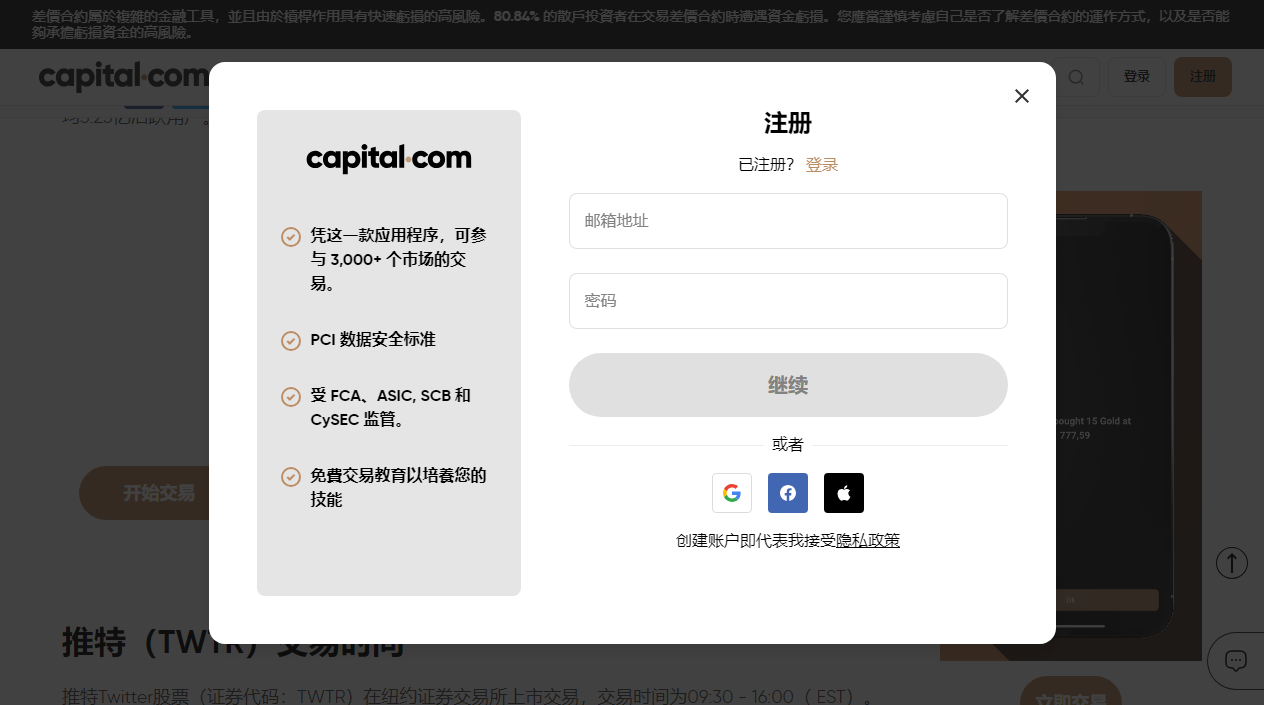 差價合約屬於複雜的金融工具，並且由於槓桿作用具有快速虧損的高風險。80.84% 的散戶投資者在交易差價合約時遭遇資金虧損。您應當謹慎考慮自己是否了解差價合約的運作方式，以及是否能
夠承擔虧損資金的高風險。
capital.com
登录
注册
capital.com
凭这一款应用程序，可参
与 3,000+ 个市场的交
易。
PCI 数据安全标准
受 FCA、ASIC, SCB 和
CySEC 监管。
免費交易教育以培養您的
技能
注册
已注册？ 登录
邮箱地址
密码
继续
或者
创建账户即代表我接受隐私政策
开始交易
ought 15 Gold at
777,59
Ok
推特（TWTR）交易时间
推特Twitter股票（证券代码：TWTR）在纽约证券交易所上市交易，交易时间为09:30 - 16:00（ EST）。
立即交易